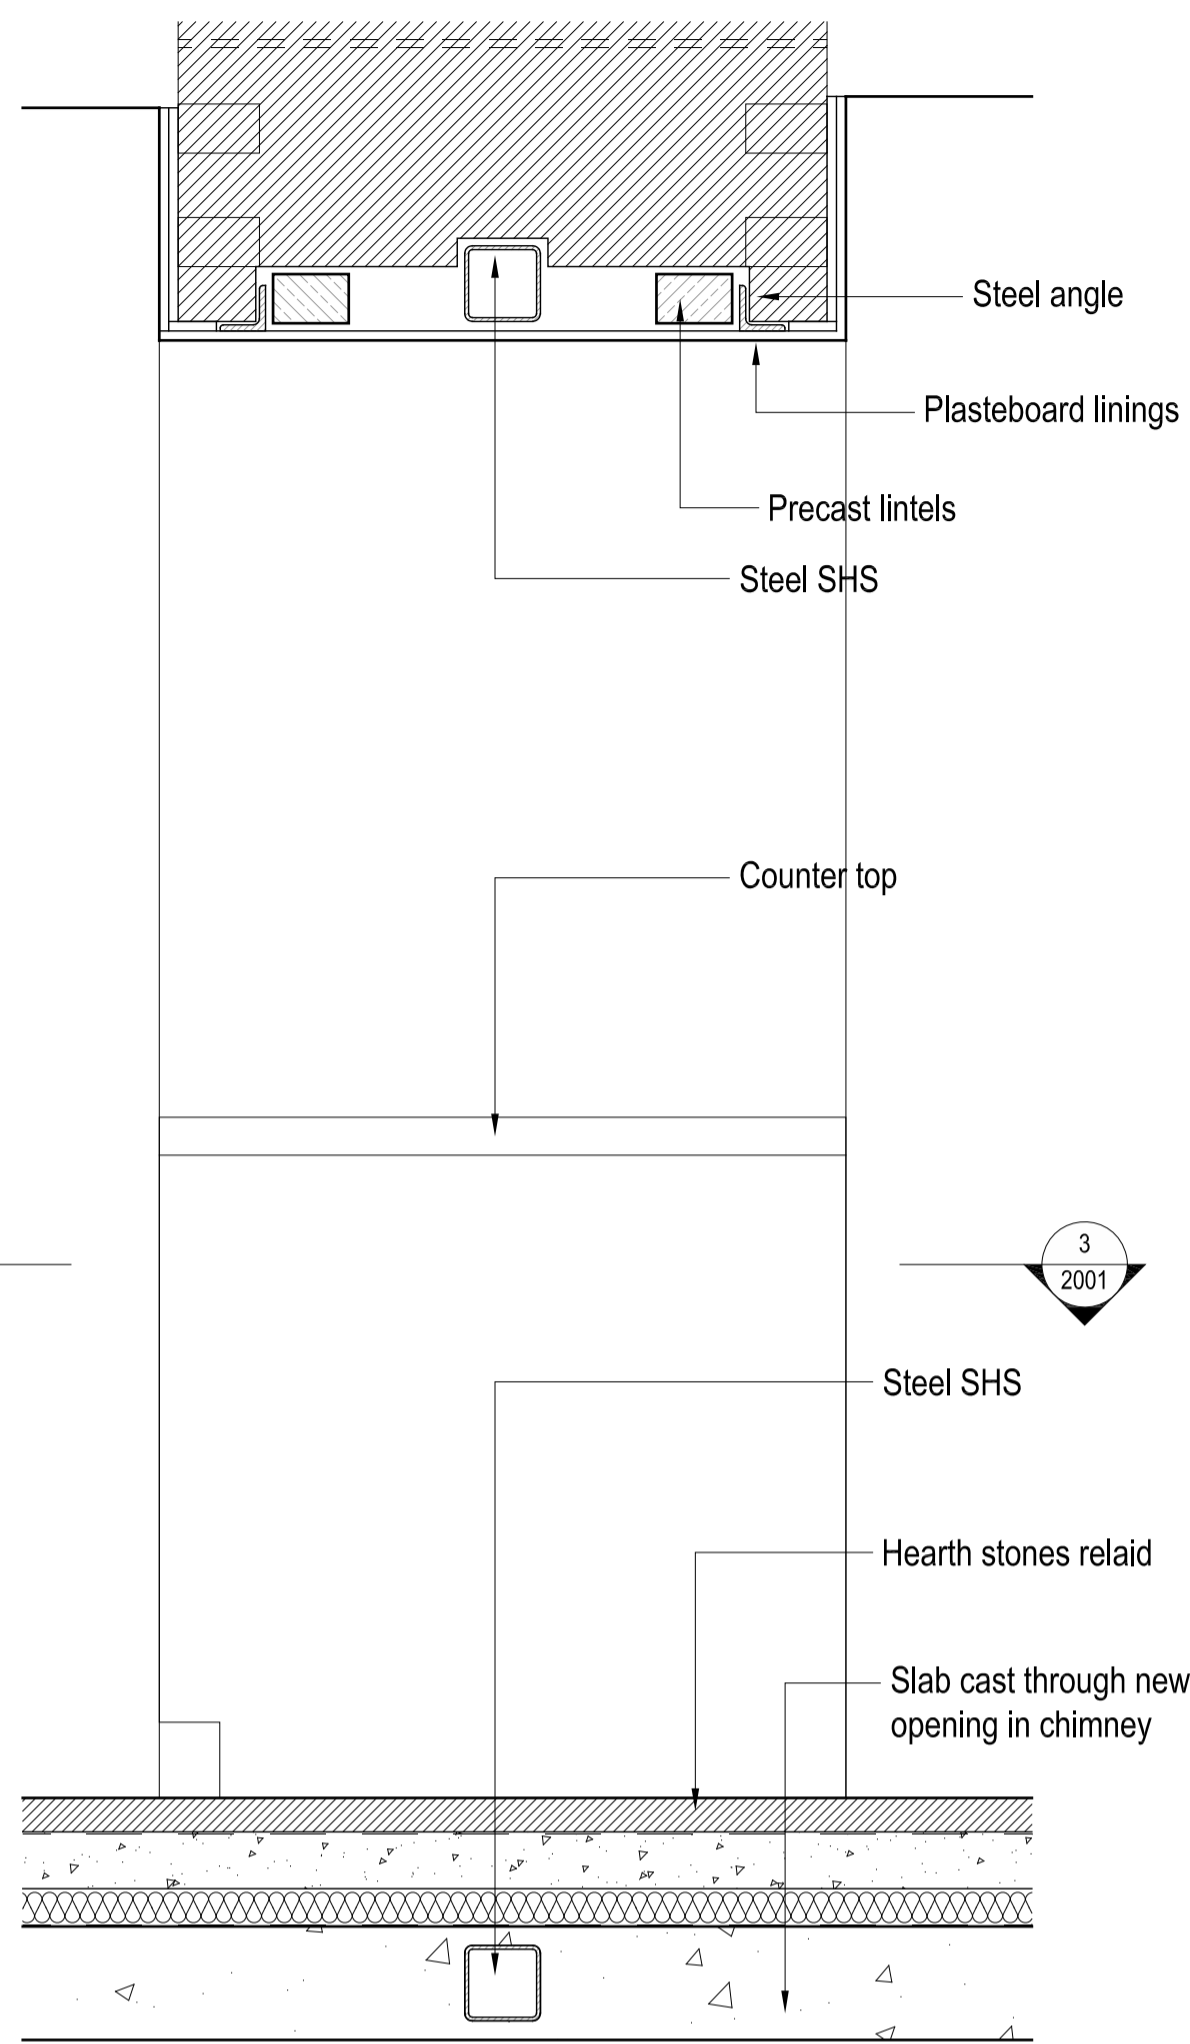 Steel angle
Plasteboard linings
Precast lintels
Steel SHS
Counter top
3
2001
Steel SHS
Hearth stones relaid
Slab cast through new
opening in chimney